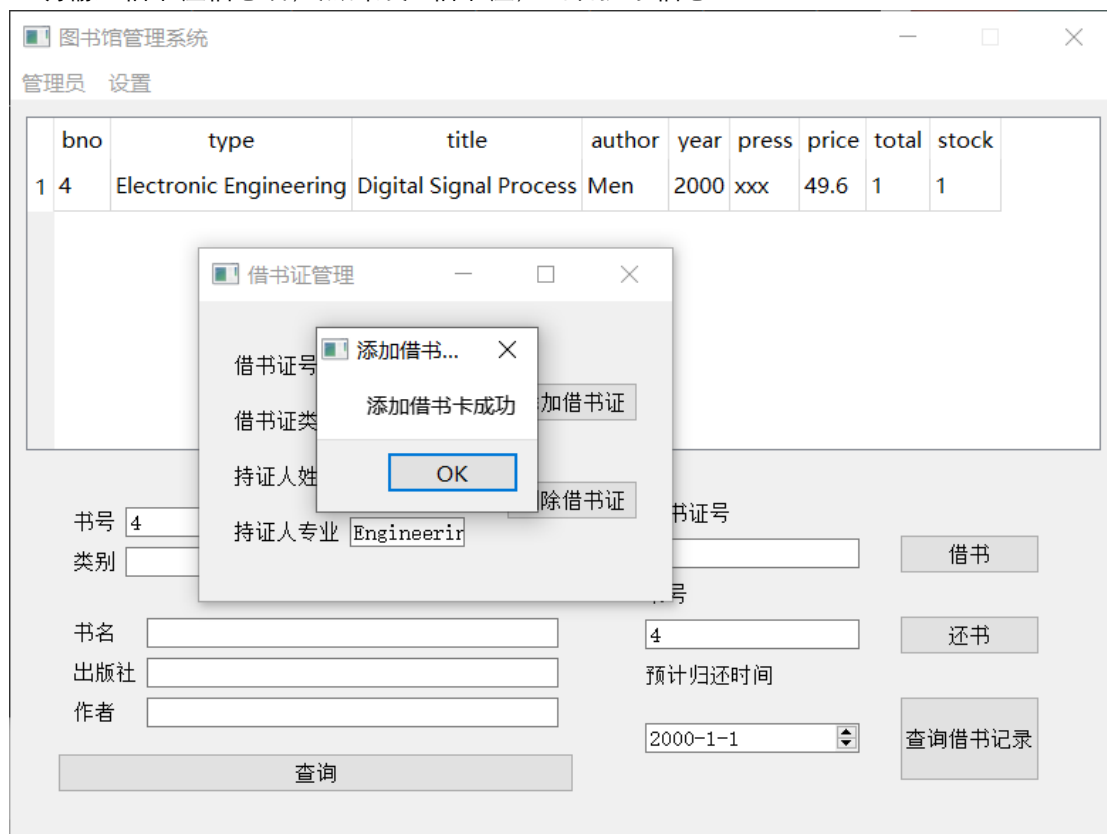 图书馆管理系统
管理员 设置
bno type title author year press price total stock
1 4 Electronic Engineering Digital Signal Process Men 2000 xxx 49.6 1 1
借书证管理
添加借书...
借书证号
添加借书卡成功
加借书证
借书证类
持证人姓
OK
除借书证
持证人专业 Engineerir
书号 4
书证号
类别
借书
号
书名
4
还书
出版社
预计归还时间
作者
2000-1-1
查询借书记录
查询